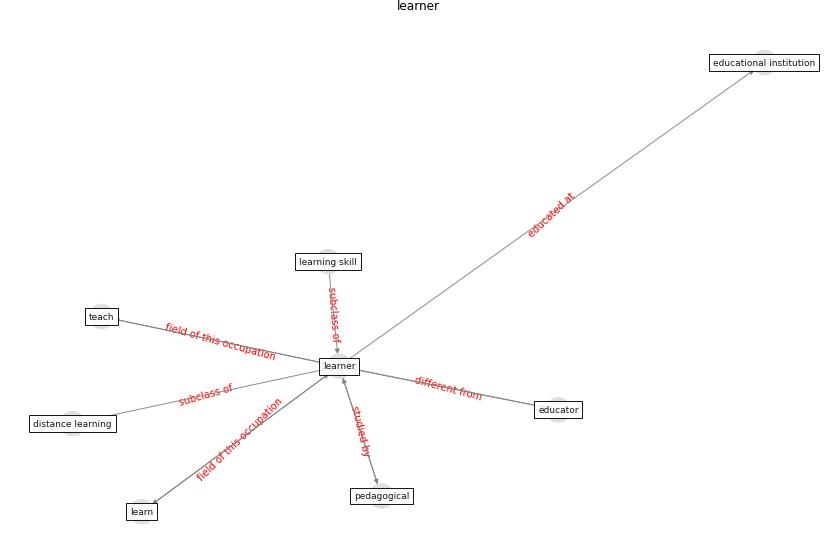 learner
educational institution
educated at
learning skill
subclass of
teach
field of this occupation
learner
different from
subclass of
educator
distance learning
field of this occupation
studied by
pedagogical
learn